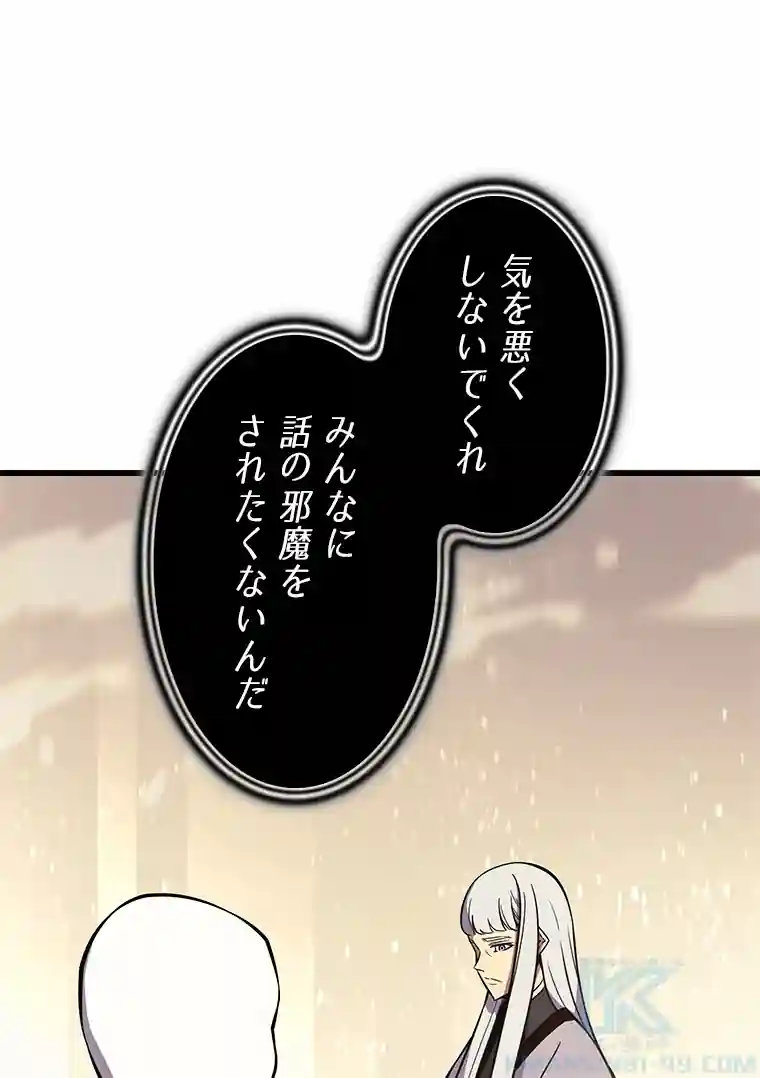 気を悪く
しないでくれ
みんなに
話の邪魔を
されたくないんだ